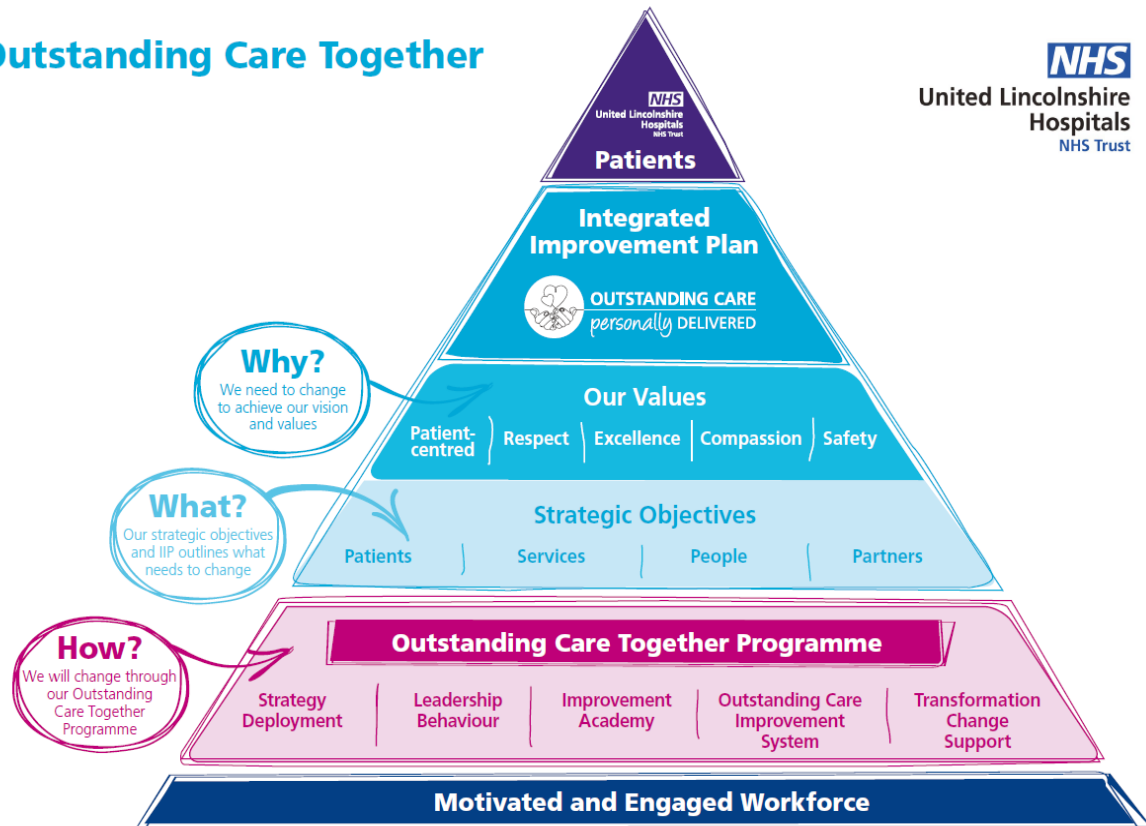 Outstanding Care Together
NHS
United Lincolnshire
Hospitals
NHS Trust
NHS
United Lincolnshire
Hospitals
NHS Trust
Patients
Integrated
Improvement Plan
OUTSTANDING CARE
personally DELIVERED
Why?
We need to change
to achieve our vision
and values
Our Values
Patient-
centred
Respect
Excellence
Compassion
Safety
What?
Our strategic objectives
and IIP outlines what
needs to change
Strategic Objectives
Patients
Services
People
Partners
How?
We will change through
our Outstanding
Care Together
Programme
Outstanding Care Together Programme
Strategy
Deployment
Leadership
Behaviour
Improvement
Academy
Outstanding Care
Improvement
System
Transformation
Change
Support
Motivated and Engaged Workforce